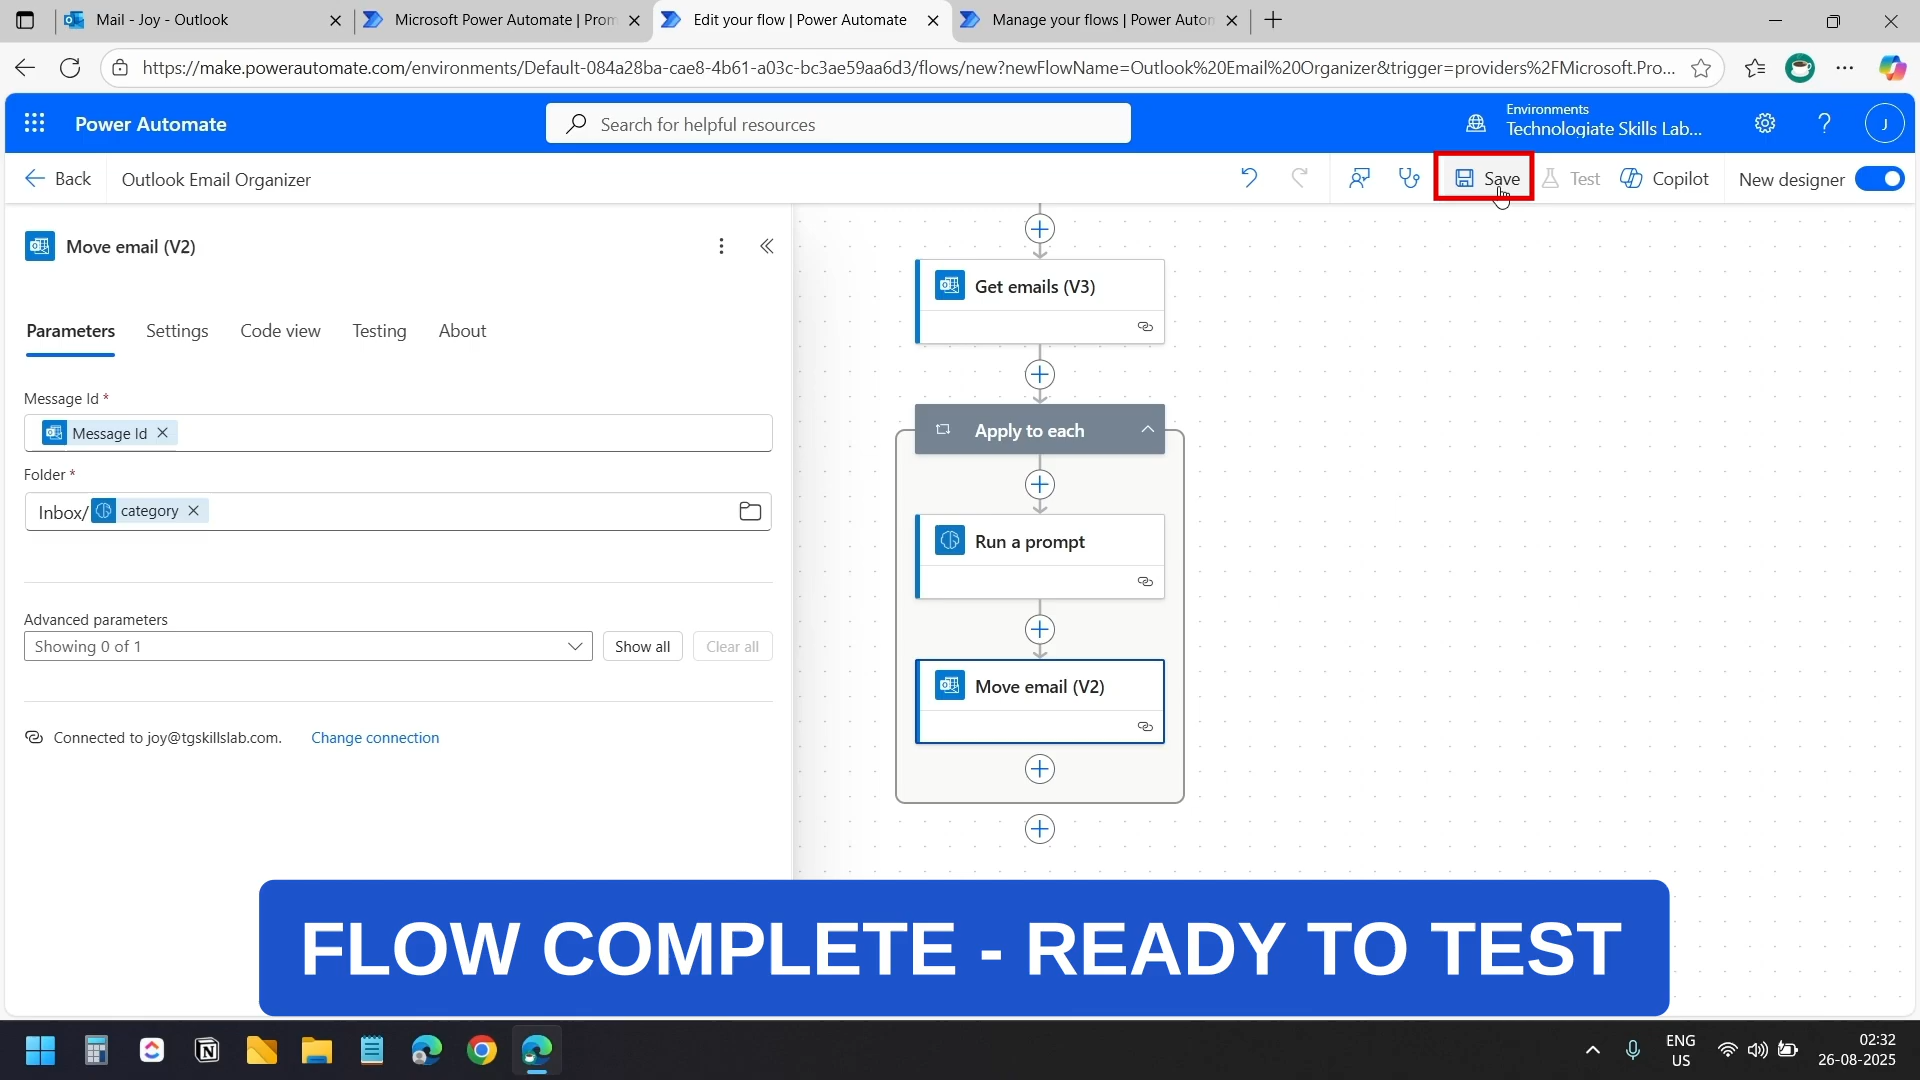 Mail - Joy - Outlook
Microsoft Power Automate | Pron
Edit your flow | Power Automate
Manage your flows | Power Auton
https://make.powerautomate.com/environments/Default-084a28ba-cae8-4b61-a03c-bc3ae59aa6d3/flows/new?newFlowName=Outlook%20Email%20Organizer&trigger=providers%2FMicrosoft.Pro...
Power Automate
Search for helpful resources
Environments
Technologiate Skills Lab...
J
Back
Outlook Email Organizer
Save
Test
Copilot
New designer
Move email (V2)
Parameters
Settings
Code view
Testing
About
Message Id *
Message Id
Folder *
Inbox/ category
Advanced parameters
Showing 0 of 1
Show all
Clear all
Connected to joy@tgskillslab.com.
Change connection
Get emails (V3)
Apply to each
Run a prompt
Move email (V2)
FLOW COMPLETE - READY TO TEST
ENG
US
02:32
26-08-2025